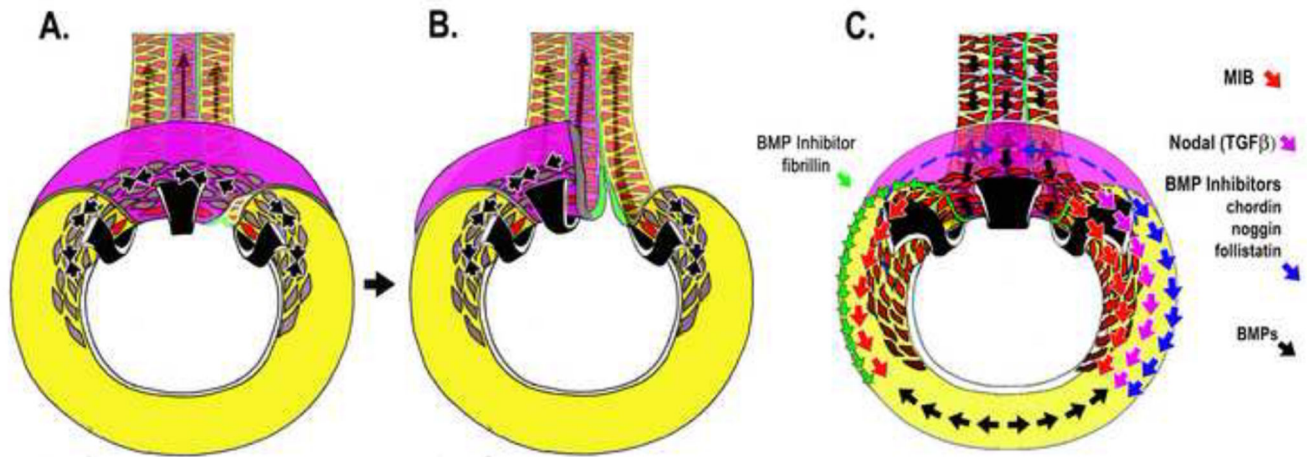 A.
B.
C.
BMP Inhibitor
fibrillin
MIB
Nodal (TGFβ)
BMP Inhibitors
chordin
noggin
follistatin
BMPs